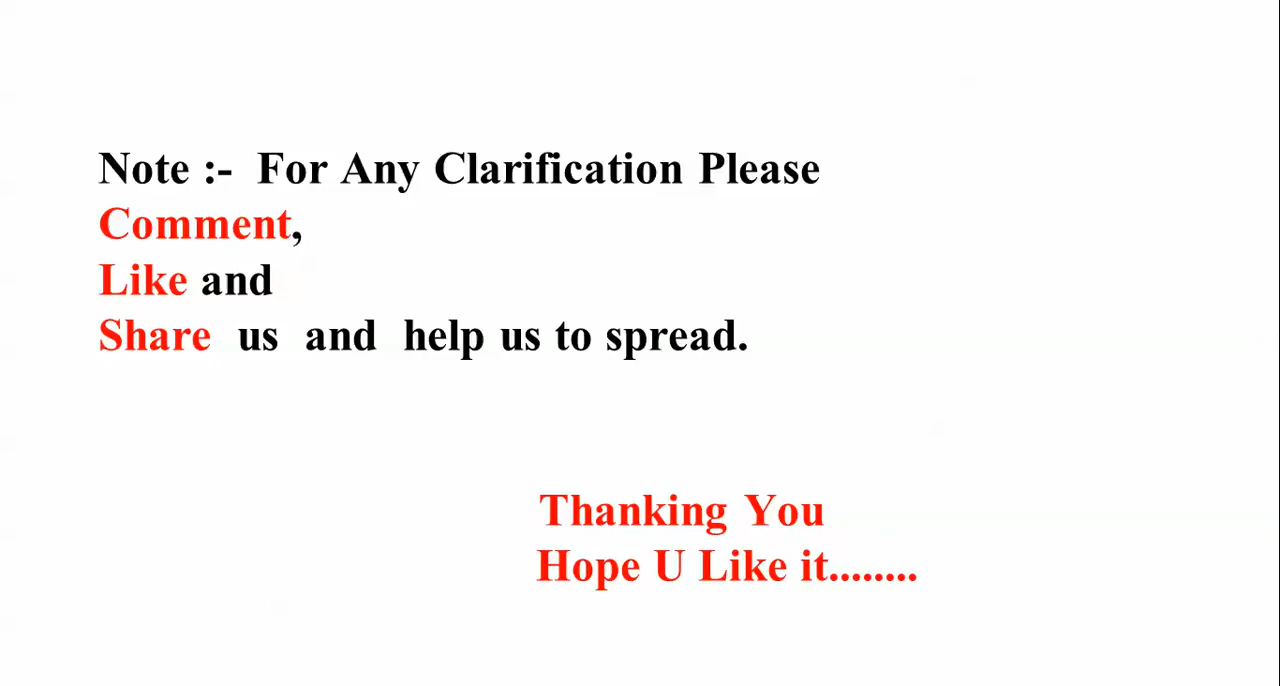 Note :-  For Any Clarification Please
Comment,
Like and
Share  us  and  help us to spread.
Thanking You
Hope U Like it........